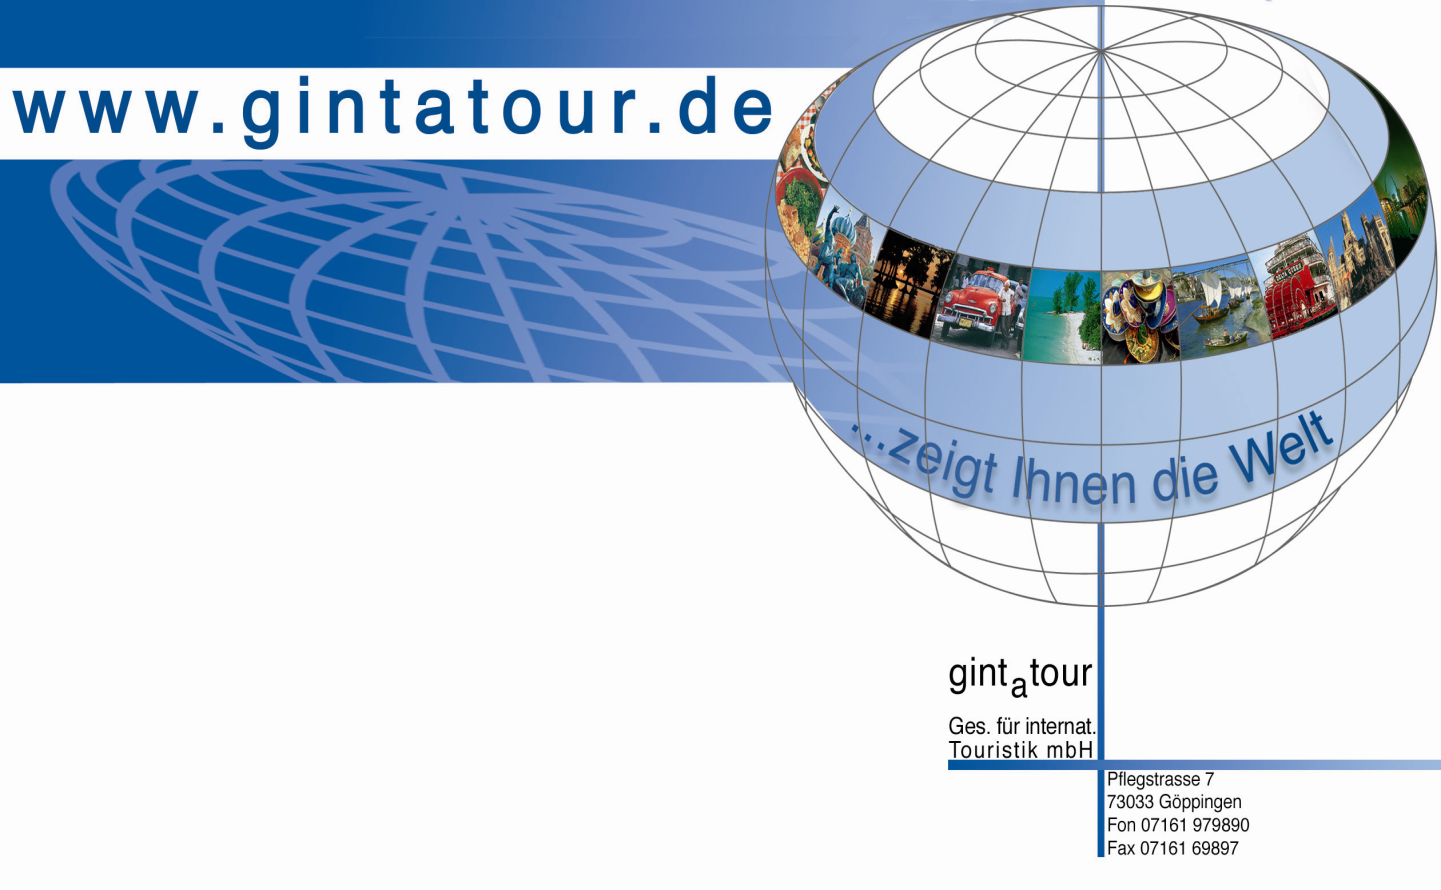 www.gintatour.de
...zeigt Ihnen die Welt
gintatour
Ges. für internat.
Touristik mbH
Pflegstrasse 7
73033 Göppingen
Fon 07161 979890
Fax 07161 69897